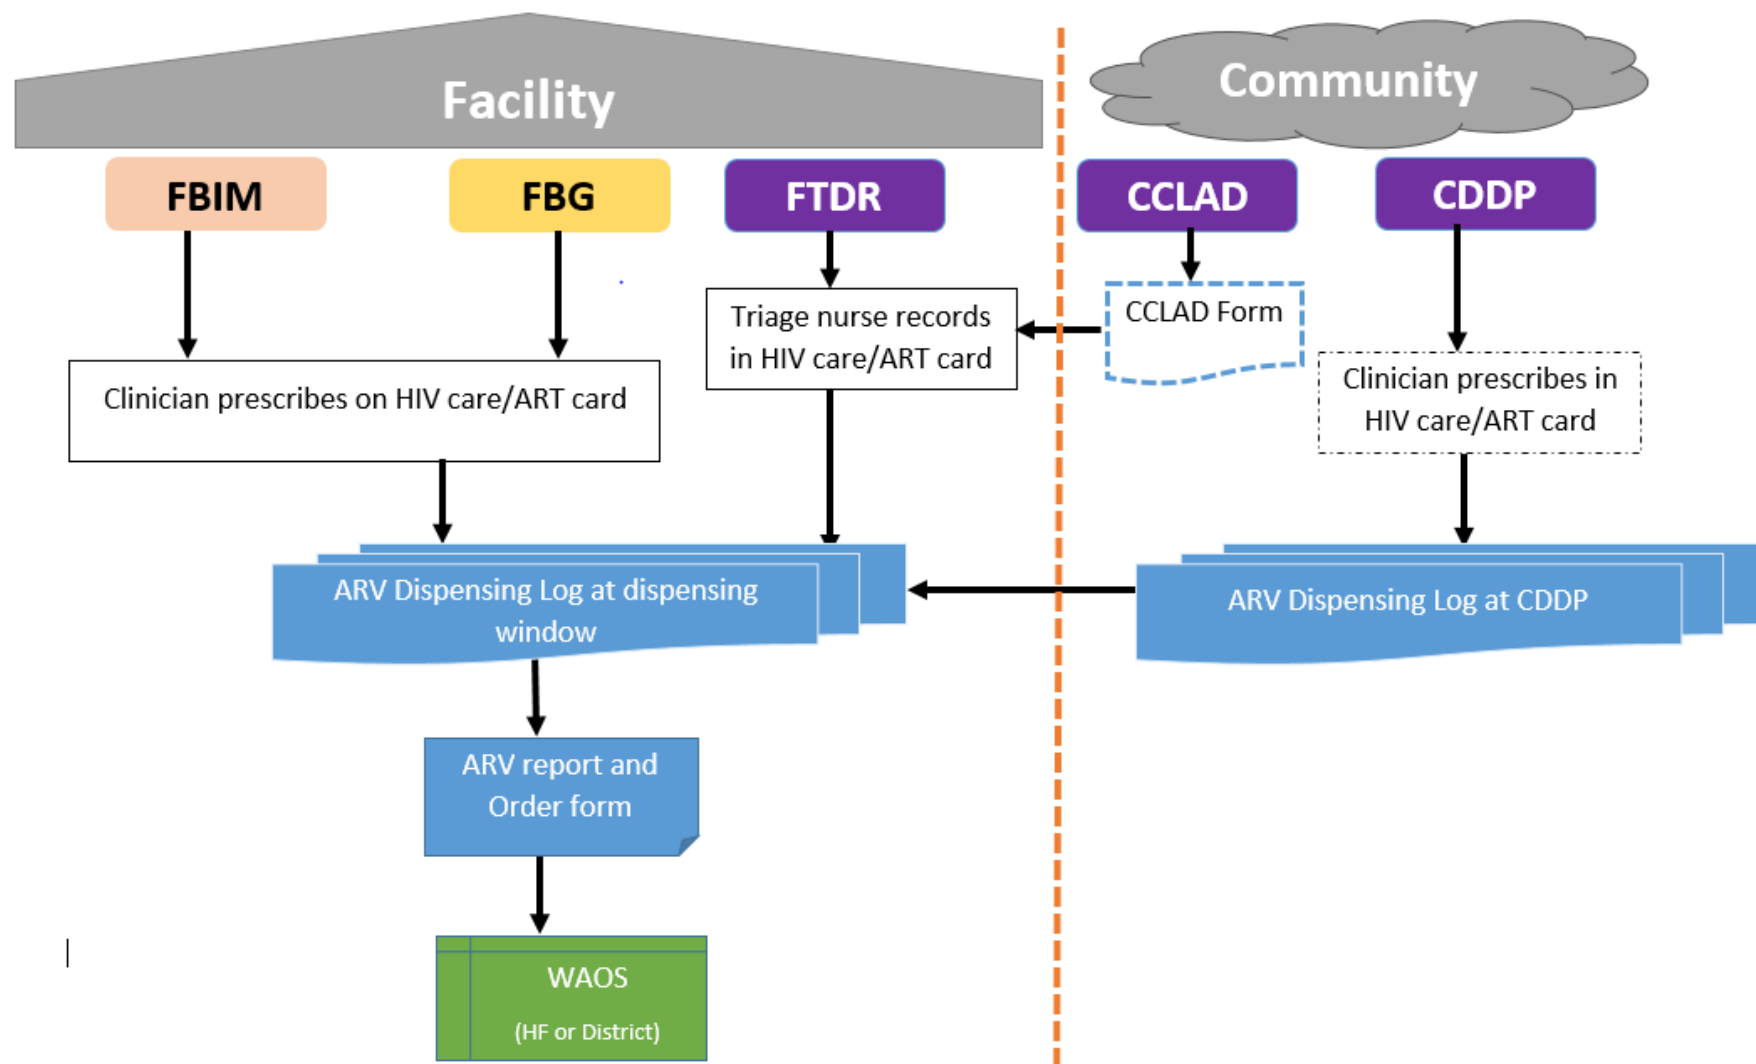 Facility
Community
FBIM
FBG
FTDR
CCLAD
CDDP
Triage nurse records
in HIV care/ART card
CCLAD Form
Clinician prescribes on HIV care/ART card
Clinician prescribes in
HIV care/ART card
ARV Dispensing Log at dispensing
window
ARV Dispensing Log at CDDP
ARV report and
Order form
WAOS
(HF or District)